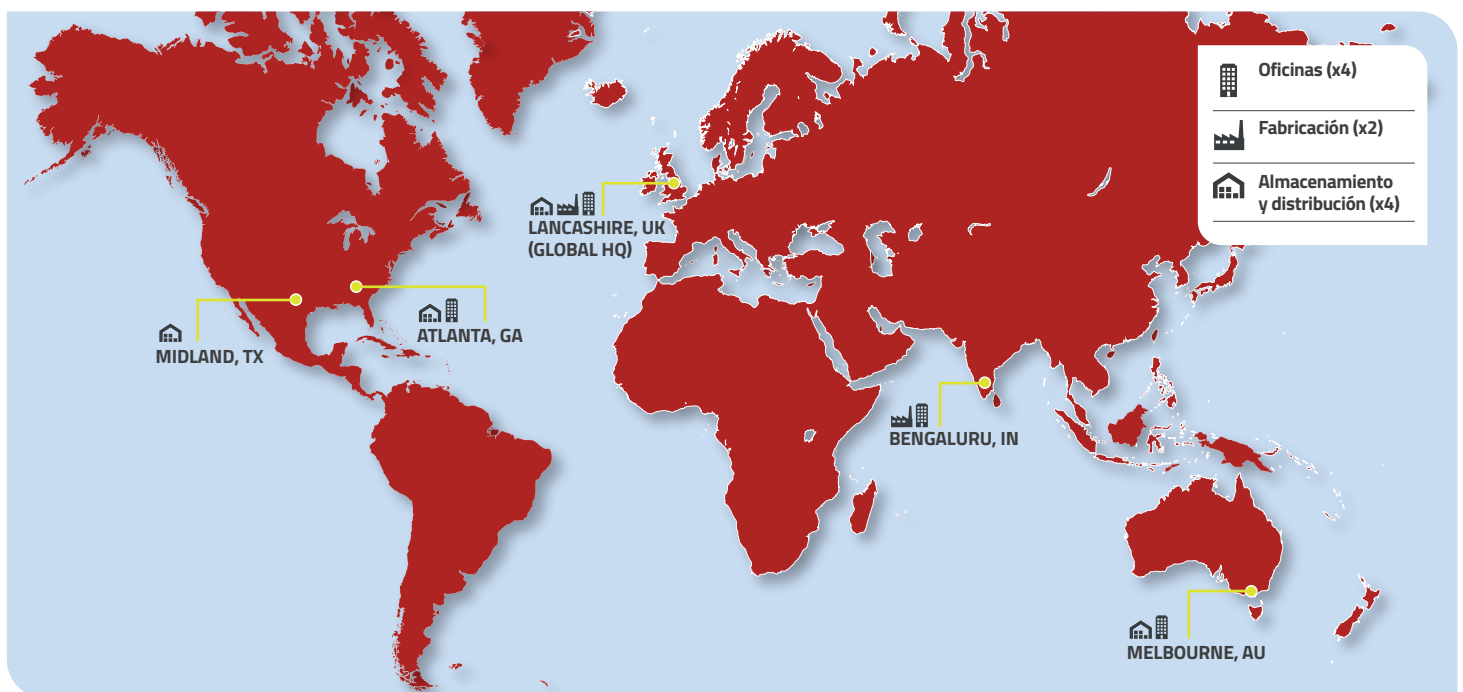 Oficinas (x4)
Fabricación (x2)
Almacenamiento
y distribución (x4)
LANCASHIRE, UK
(GLOBAL HQ)
ATLANTA, GA
MIDLAND, TX
BENGALURU, IN
MELBOURNE, AU